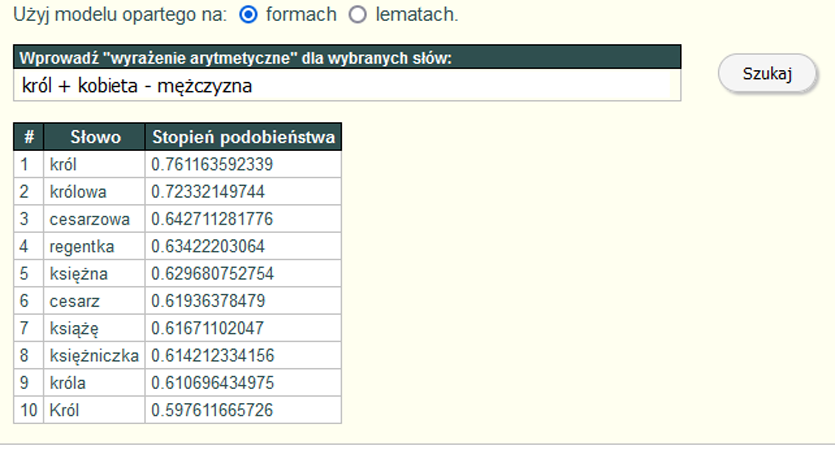 Użyj modelu opartego na: formach lematach.
Wprowadź "wyrażenie arytmetyczne" dla wybranych słów:
król + kobieta - mężczyzna
Szukaj
# Słowo Stopień podobieństwa
1 król 0.761163592339
2 królowa 0.72332149744
3 cesarzowa 0.642711281776
4 regentka 0.63422203064
5 księżna 0.629680752754
6 cesarz 0.61936378479
7 książę 0.61671102047
8 księżniczka 0.614212334156
9 króla 0.610696434975
10 Król 0.597611665726